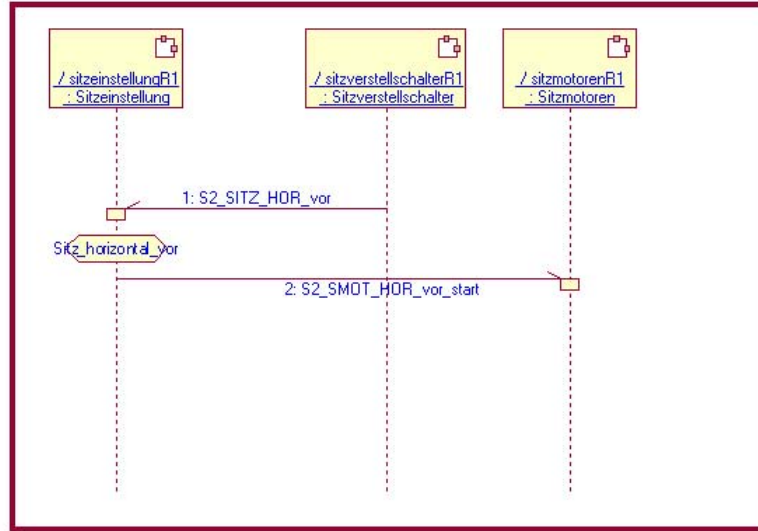 / sitzeinstellungR1
: Sitzeinstellung
/ sitzverstellschalterR1
: Sitzverstellschalter
/ sitzmotorenR1
: Sitzmotoren
1: S2_SITZ_HOR_vor
Sitz_horizontal_vor
2: S2_SMOT_HOR_vor_start